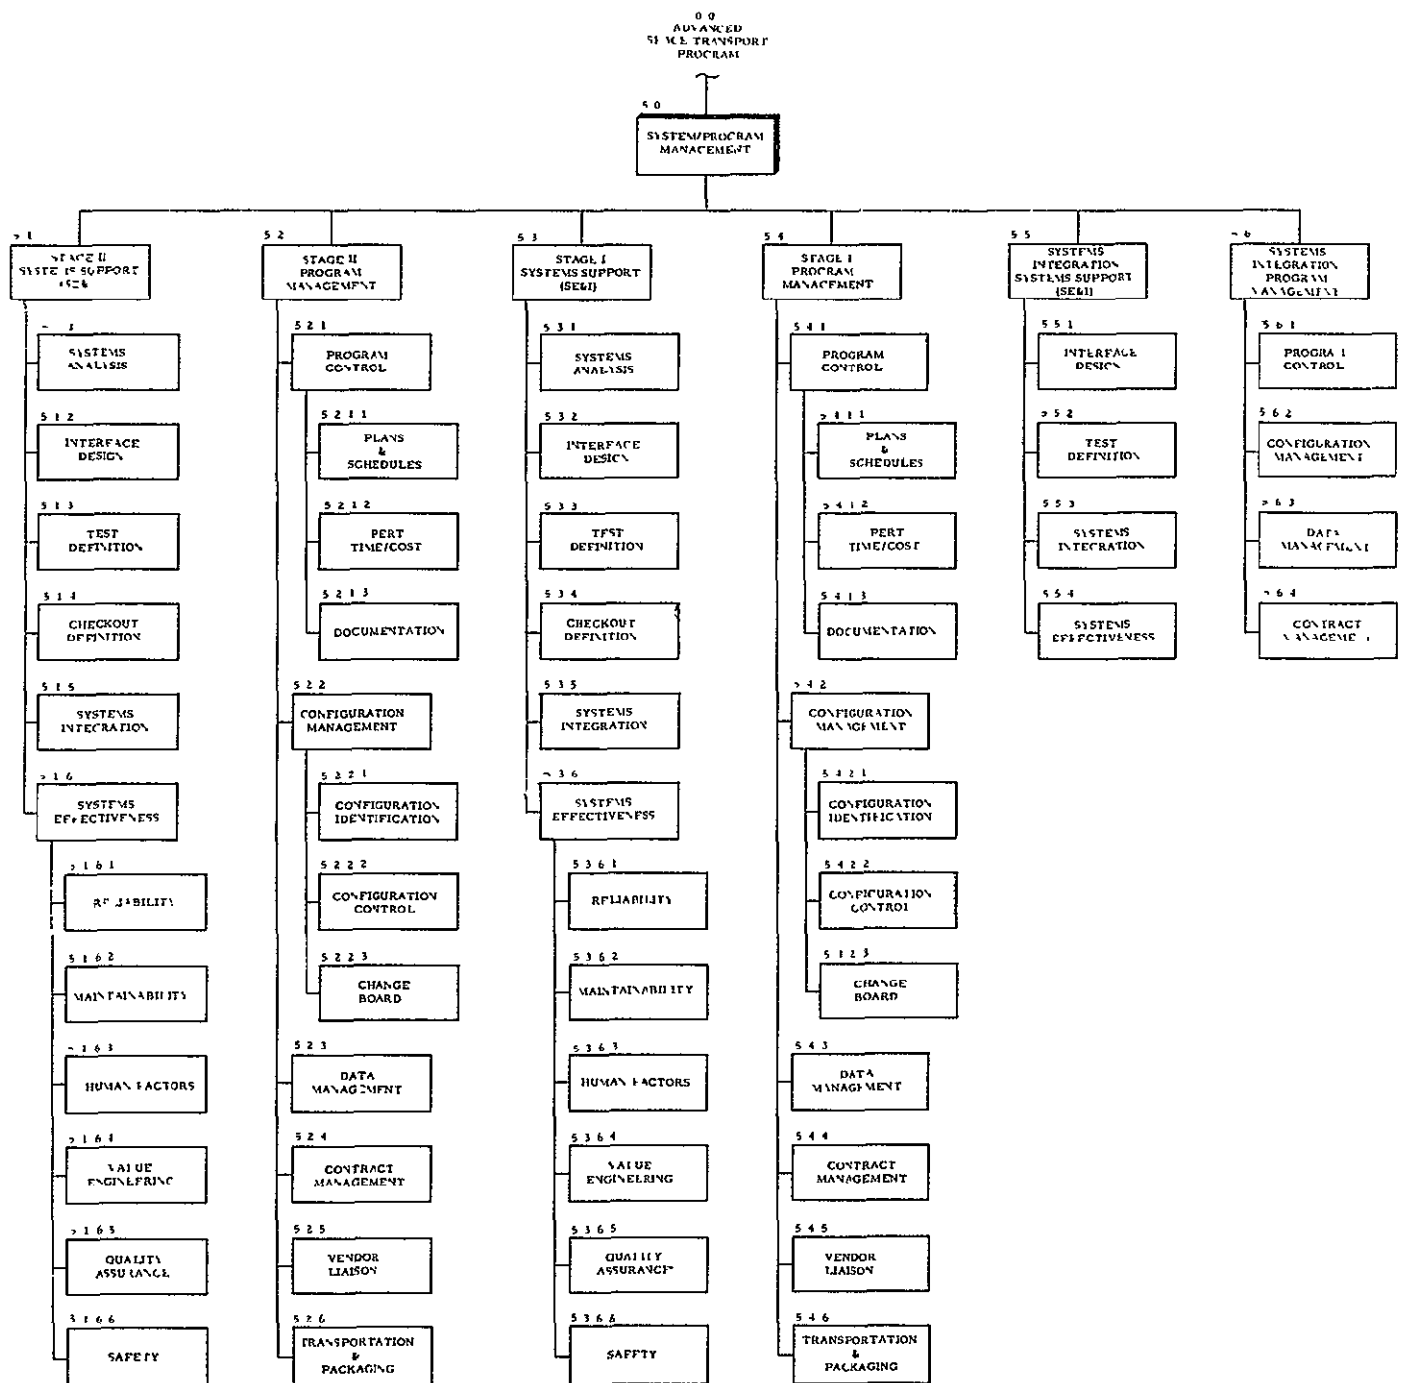 0 0
ADVANCED
SPACE TRANSPORT
PROGRAM
5 0
SYSTEM/PROGRAM
MANAGEMENT
5 1
STAGE II
SYSTEMS SUPPORT
5 2
STAGE II
PROGRAM
MANAGEMENT
5 3
STAGE I
SYSTEMS SUPPORT
(SE&I)
5 4
STAGE I
PROGRAM
MANAGEMENT
5 5
SYSTEMS
INTEGRATION
SYSTEMS SUPPORT
(SE&I)
5 6
SYSTEMS
INTEGRATION
PROGRAM
MANAGEMENT
SYSTEMS
ANALYSIS
5 1 2
INTERFACE
DESIGN
5 1 3
TEST
DEFINITION
5 1 4
CHECKOUT
DEFINITION
5 1 5
SYSTEMS
INTEGRATION
5 1 6
SYSTEMS
EFFECTIVENESS
5 1 6 1
RELIABILITY
5 1 6 2
MAINTAINABILITY
5 1 6 3
HUMAN FACTORS
5 1 6 4
VALUE
ENGINEERING
5 1 6 5
QUALITY
ASSURANCE
5 1 6 6
SAFETY
5 2 1
PROGRAM
CONTROL
5 2 1 1
PLANS
&
SCHEDULES
5 2 1 2
PERT
TIME/COST
5 2 1 3
DOCUMENTATION
5 2 2
CONFIGURATION
MANAGEMENT
5 2 2 1
CONFIGURATION
IDENTIFICATION
5 2 2 2
CONFIGURATION
CONTROL
5 2 2 3
CHANGE
BOARD
5 2 3
DATA
MANAGEMENT
5 2 4
CONTRACT
MANAGEMENT
5 2 5
VENDOR
LIAISON
5 2 6
TRANSPORTATION
&
PACKAGING
5 3 1
SYSTEMS
ANALYSIS
5 3 2
INTERFACE
DESIGN
5 3 3
TEST
DEFINITION
5 3 4
CHECKOUT
DEFINITION
5 3 5
SYSTEMS
INTEGRATION
5 3 6
SYSTEMS
EFFECTIVENESS
5 3 6 1
RELIABILITY
5 3 6 2
MAINTAINABILITY
5 3 6 3
HUMAN FACTORS
5 3 6 4
VALUE
ENGINEERING
5 3 6 5
QUALITY
ASSURANCE
5 3 6 6
SAFETY
5 4 1
PROGRAM
CONTROL
5 4 1 1
PLANS
&
SCHEDULES
5 4 1 2
PERT
TIME/COST
5 4 1 3
DOCUMENTATION
5 4 2
CONFIGURATION
MANAGEMENT
5 4 2 1
CONFIGURATION
IDENTIFICATION
5 4 2 2
CONFIGURATION
CONTROL
5 4 2 3
CHANGE
BOARD
5 4 3
DATA
MANAGEMENT
5 4 4
CONTRACT
MANAGEMENT
5 4 5
VENDOR
LIAISON
5 4 6
TRANSPORTATION
&
PACKAGING
5 5 1
INTERFACE
DESIGN
5 5 2
TEST
DEFINITION
5 5 3
SYSTEMS
INTEGRATION
5 5 4
SYSTEMS
EFFECTIVENESS
5 6 1
PROGRAM
CONTROL
5 6 2
CONFIGURATION
MANAGEMENT
5 6 3
DATA
MANAGEMENT
5 6 4
CONTRACT
MANAGEMENT